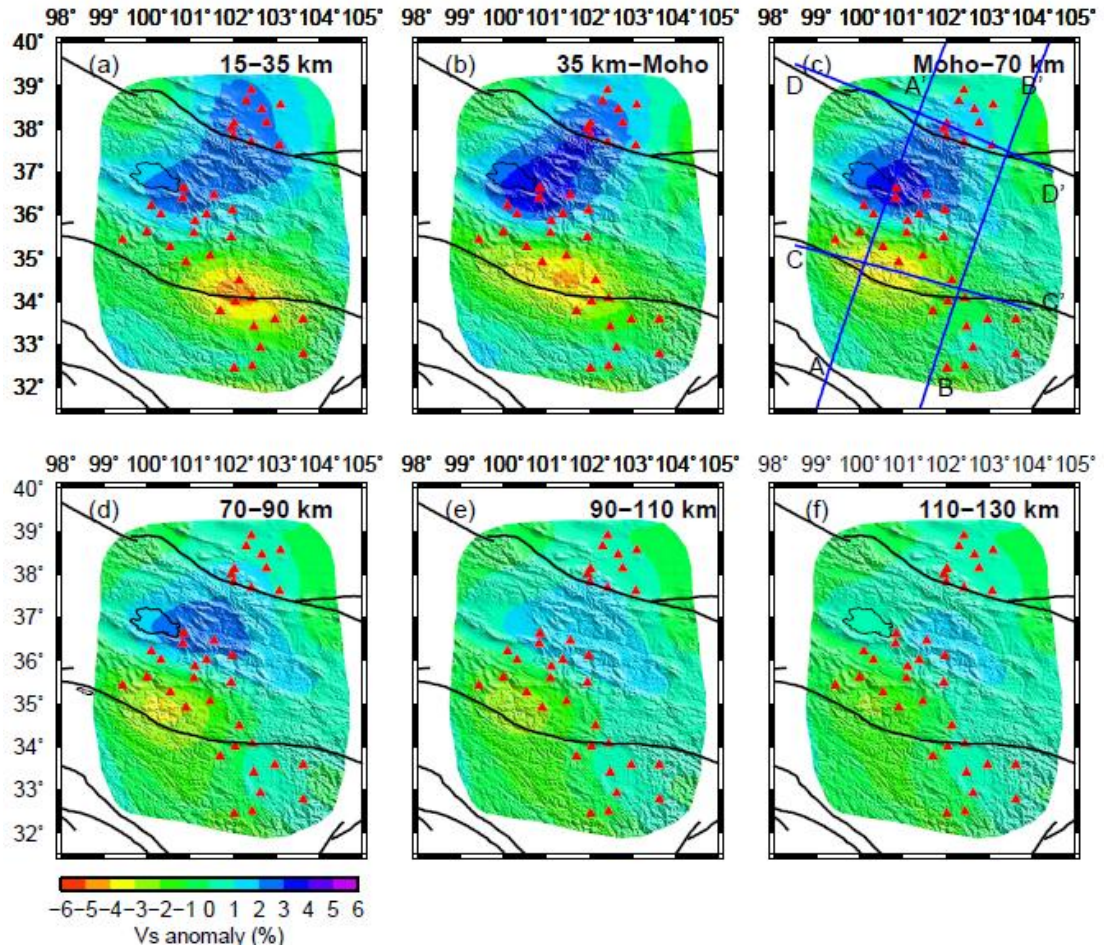 98° 99° 100° 101° 102° 103° 104° 105° 98° 99° 100° 101° 102° 103° 104° 105° 98° 99° 100° 101° 102° 103° 104° 105°
40°
39°
38°
37°
36°
35°
34°
33°
32°
(a) 15−35 km
(b) 35 km−Moho
(c) Moho−70 km
D A' B'
D'
C C'
A B
98° 99° 100° 101° 102° 103° 104° 105° 98° 99° 100° 101° 102° 103° 104° 105° 98° 99° 100° 101° 102° 103° 104° 105°
40°
39°
38°
37°
36°
35°
34°
33°
32°
(d) 70−90 km
(e) 90−110 km
(f) 110−130 km
−6−5−4−3−2−1 0 1 2 3 4 5 6
Vs anomaly (%)